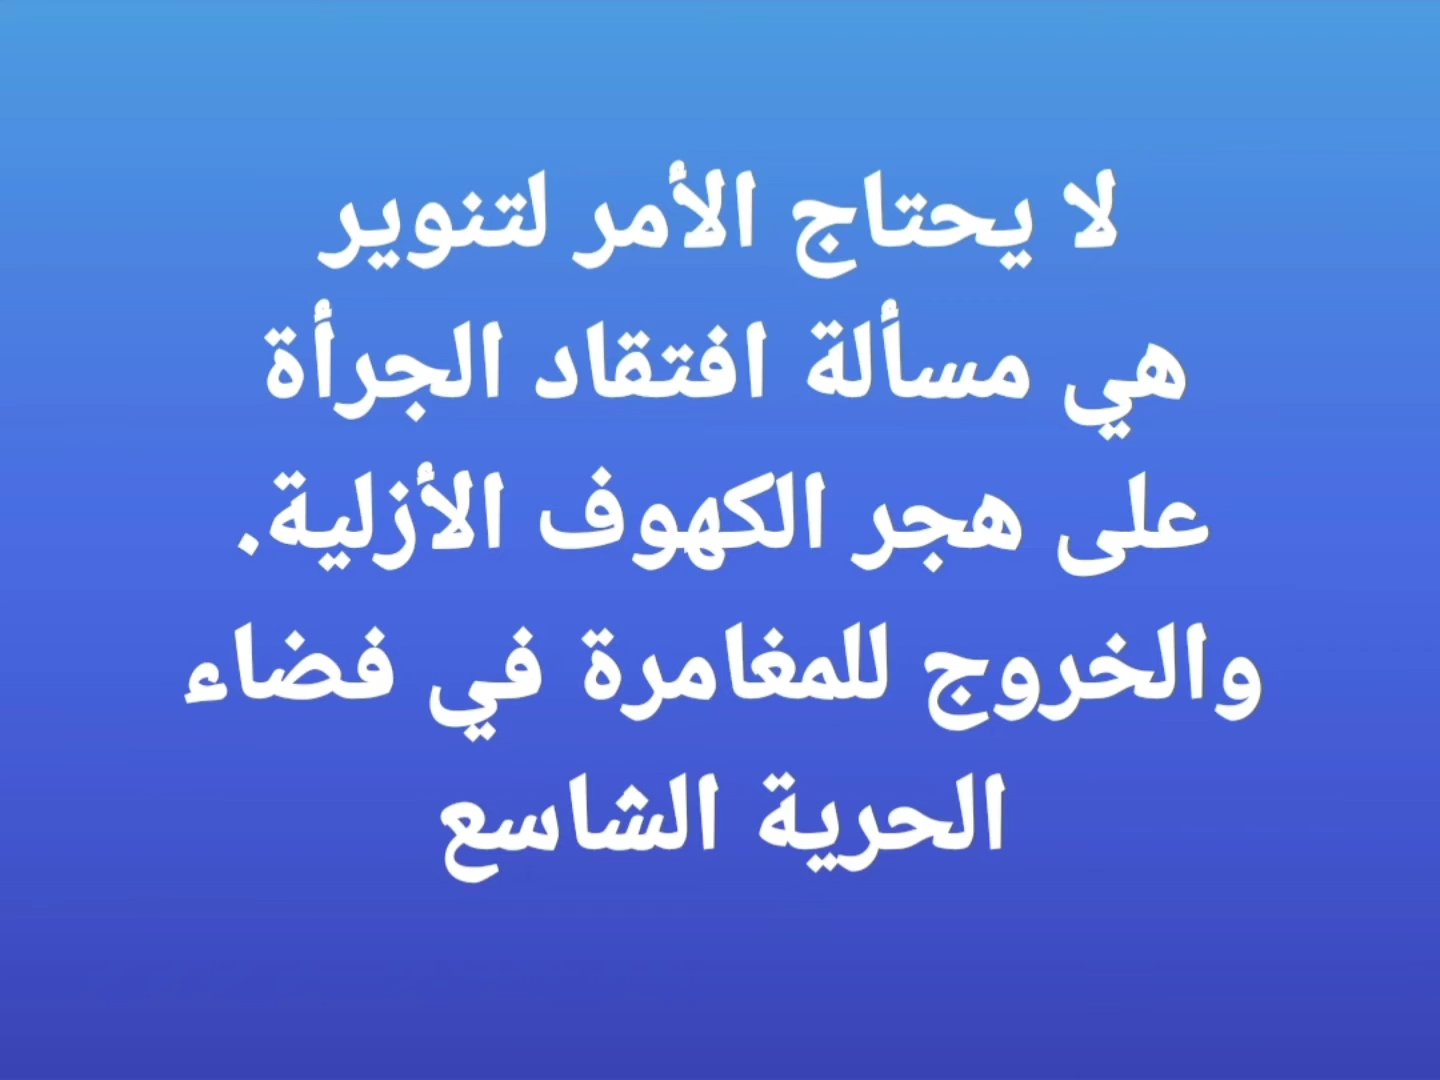 لا يحتاج الأمر لتنوير
هي مسألة افتقاد الجرأة
على هجر الكهوف الأزلية.
والخروج للمغامرة في فضاء
الحرية الشاسع